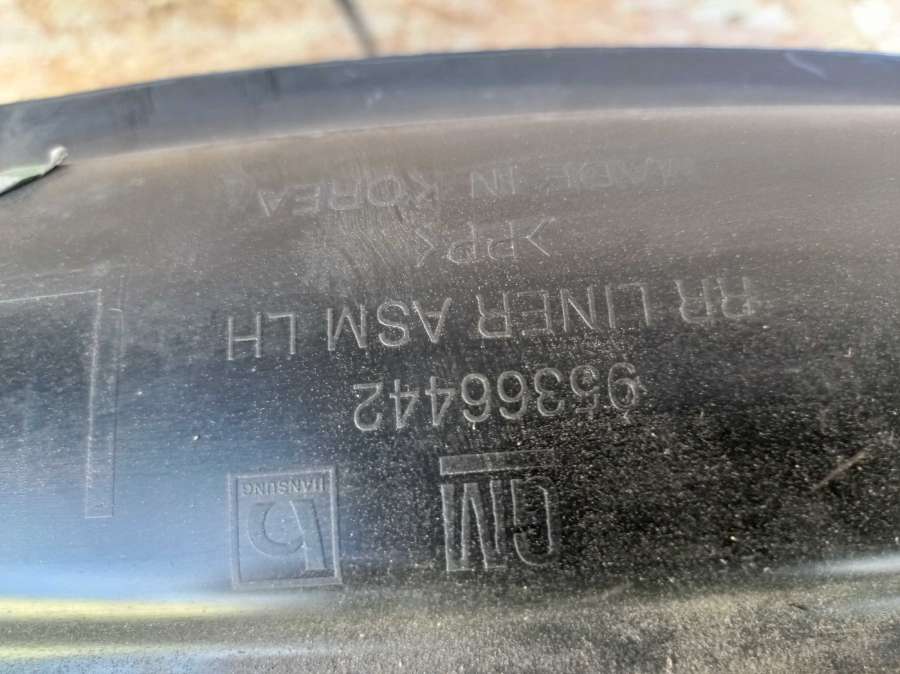 GM
HANSUNG
95366442
RR LINER ASM LH
>PP<
MADE IN KOREA